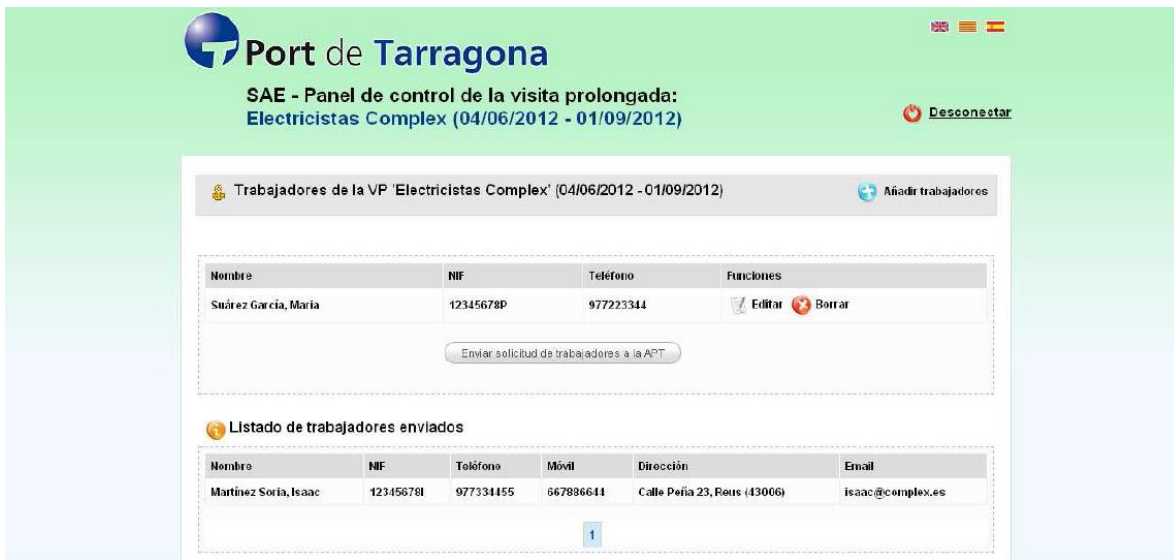 Port de Tarragona
SAE - Panel de control de la visita prolongada:
Electricistas Complex (04/06/2012 - 01/09/2012)
Desconectar
Trabajadores de la VP 'Electricistas Complex' (04/06/2012 - 01/09/2012)
Añadir trabajadores
Nombre NIF Teléfono Funciones
Suárez García, Maria 12345678P 977223344 Editar Borrar
Enviar solicitud de trabajadores a la APT
Listado de trabajadores enviados
Nombre NIF Teléfono Móvil Dirección Email
Martínez Soria, Isaac 12345678I 977334455 667886644 Calle Peña 23, Reus (43006) isaac@complex.es
1